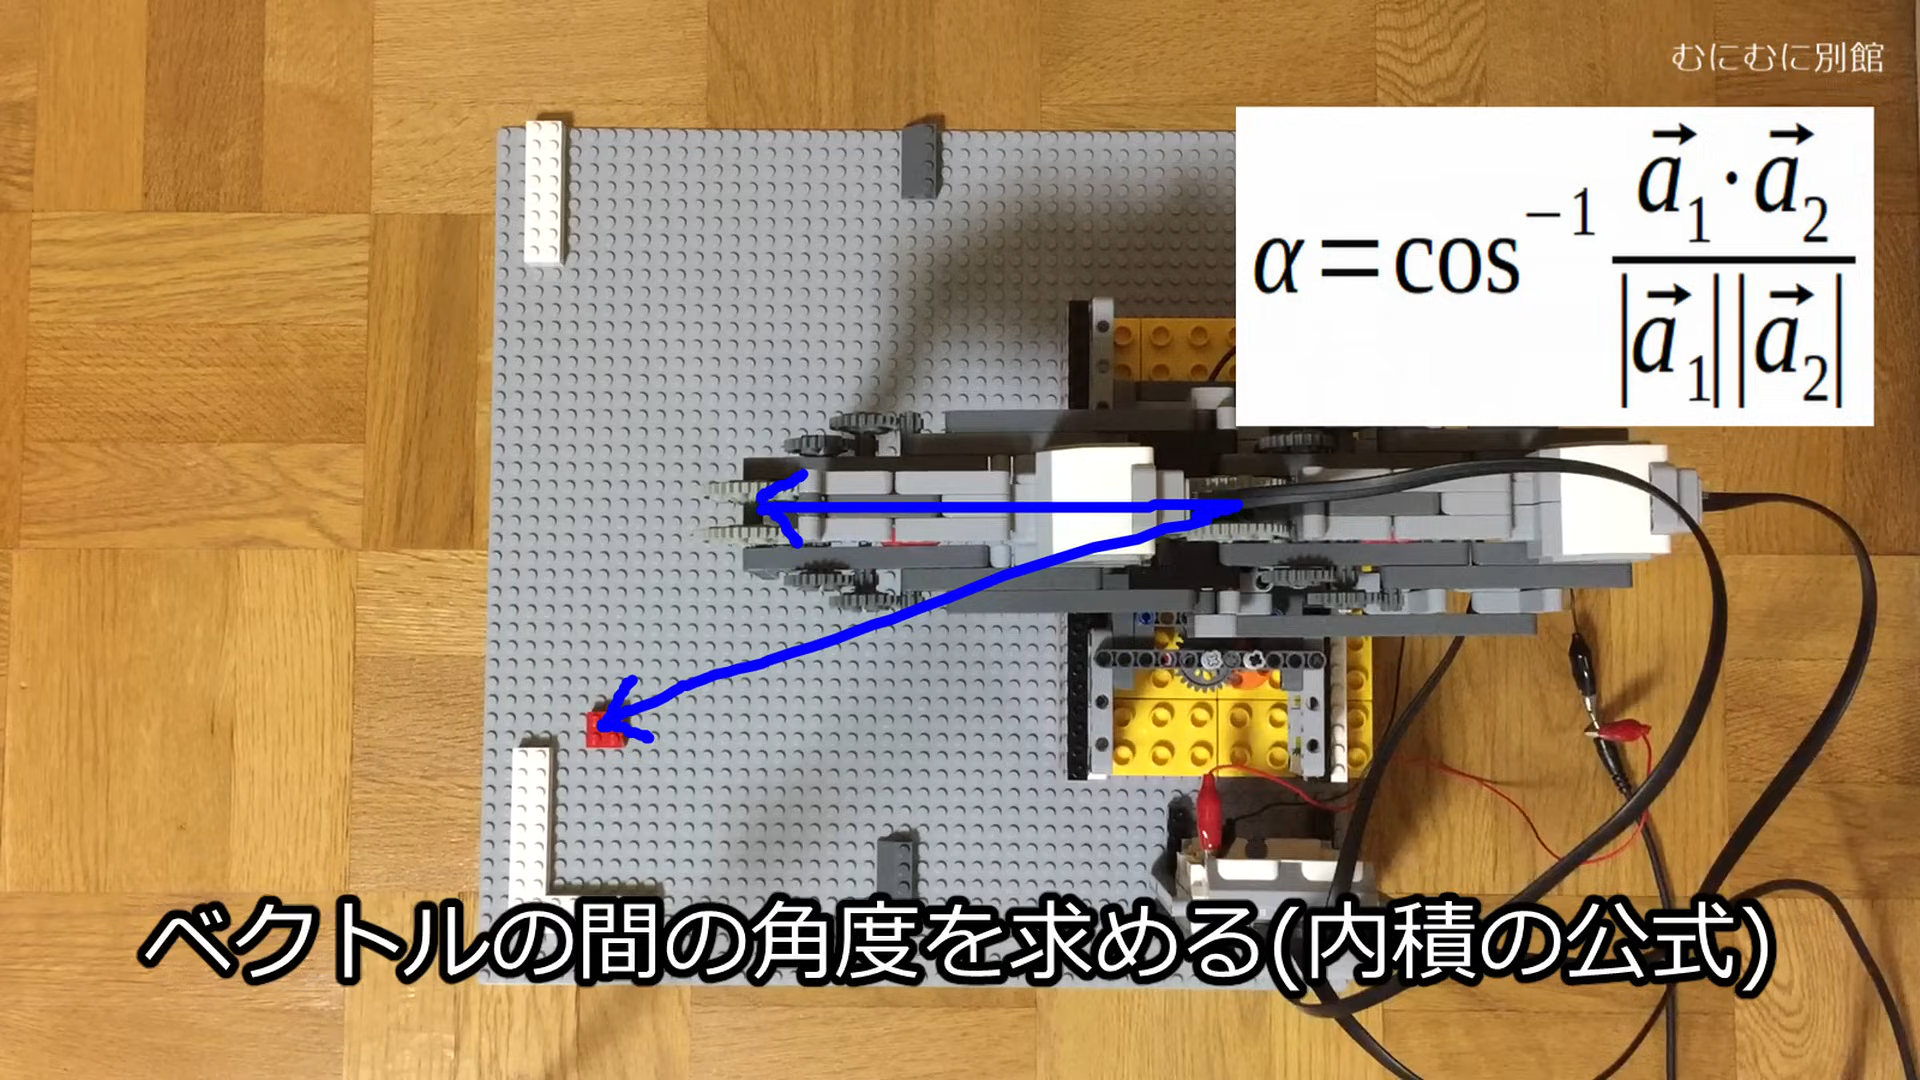 むにむに別館
α=cos⁻¹ (a⃗₁·a⃗₂)/(|a⃗₁||a⃗₂|)
ベクトルの間の角度を求める(内積の公式)